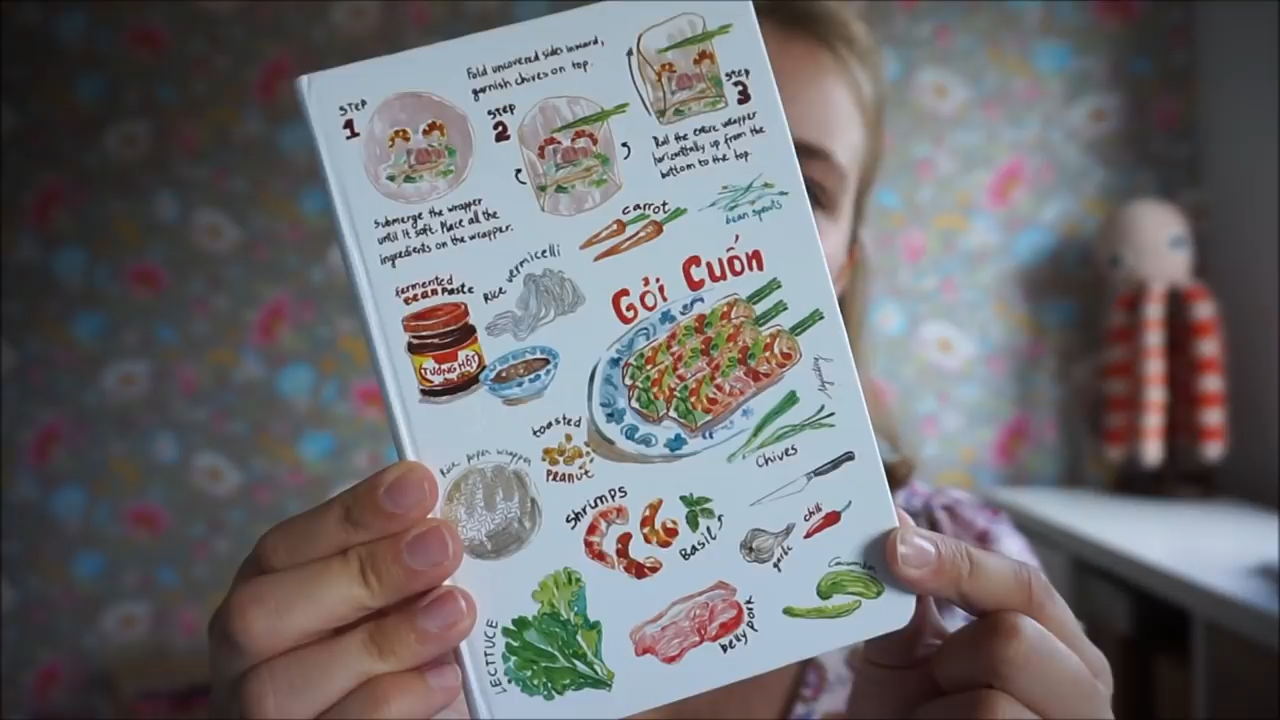 STEP
1
Submerge the wrapper
until it soft. Place all the
ingredients on the wrapper.
Fold uncovered sides inward,
garnish chives on top.
STEP
2
STEP
3
Roll the entire wrapper
horizontally up from the
bottom to the top.
carrot
bean sprouts
fermented
bean paste
Rice vermicelli
Gỏi Cuốn
TƯƠNG HỘT
toasted
Peanut
Chives
Rice paper wrapper
Shrimps
Basil
garlic
chilli
LECTTUCE
belly pork